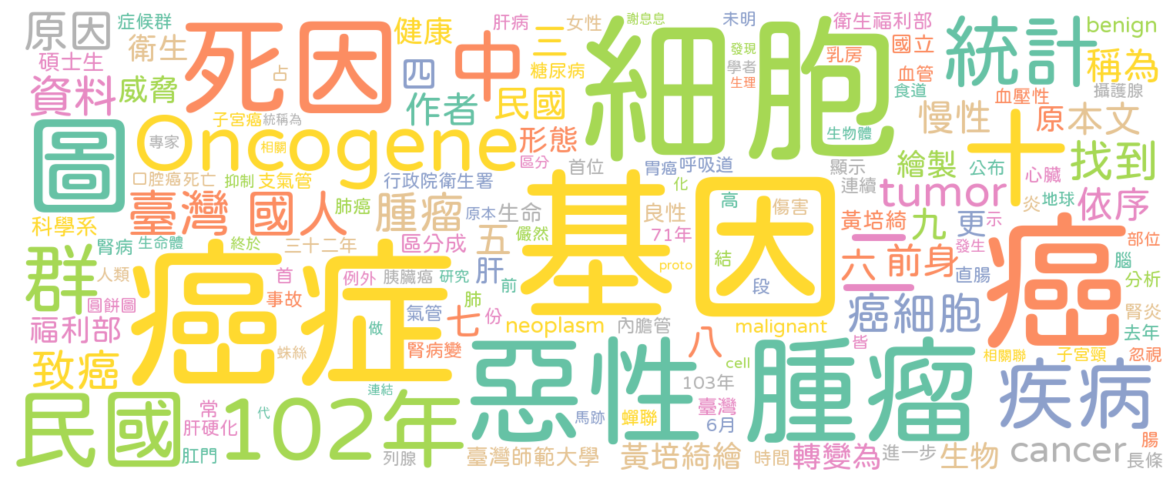 原因
症候群
衛生
碩士生
資料
威脅
死因
占
健康
四
中
肝病
女性
三
糖尿病
謝息息
細胞
未明
發現
學者
生理
衛生福利部
國立
乳房
血管
食道
統計
benign
稱為
攝護腺
作者
民國
形態
血壓性
慢性
原
本文
圖
子宮癌
統稱為
專家
相關
Oncogene
區分
首位
胃癌
呼吸道
生物體
顯示
連續
繪製
十
公布
心臟
找到
口腔癌
死亡
抑制
支氣管
行政院衛生署
化
tumor
炎
地球
依序
臺灣
國人
肺癌
腫瘤
原本
生命
基因
良性
高
傷害
黃培綺
九
更
示
科學系
腎病
生命體
終於
三十二年
區分成
五
儼然
71年
一
發生
部位
群
人類
首
例外
胰臟癌
研究
肝
前
proto
結
段
六
前身
直腸
癌
腦
分析
圓餅圖
事故
癌症
氣管
肺
份
七
neoplasm
內膽管
malignant
癌細胞
腎炎
福利部
做
八
去年
致癌
蛛絲
腎病變
惡性
cell
皆
腫瘤
相關聯
子宮頸
忽視
連結
103年
疾病
民國
102年
常
代
馬跡
蟬聯
臺灣
6月
肝硬化
肛門
列腺
臺灣師範大學
黃培綺繪
時間
轉變為
進一步
生物
cancer
腸
長條